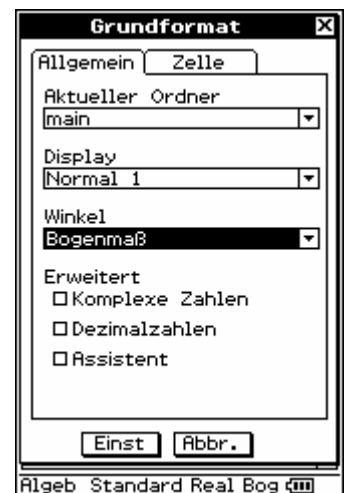 Grundformat
Allgemein Zelle
Aktueller Ordner
main
Display
Normal 1
Winkel
Bogenmaß
Erweitert
Komplexe Zahlen
Dezimalzahlen
Assistent
Einst Abbr.
Algeb Standard Real Bog